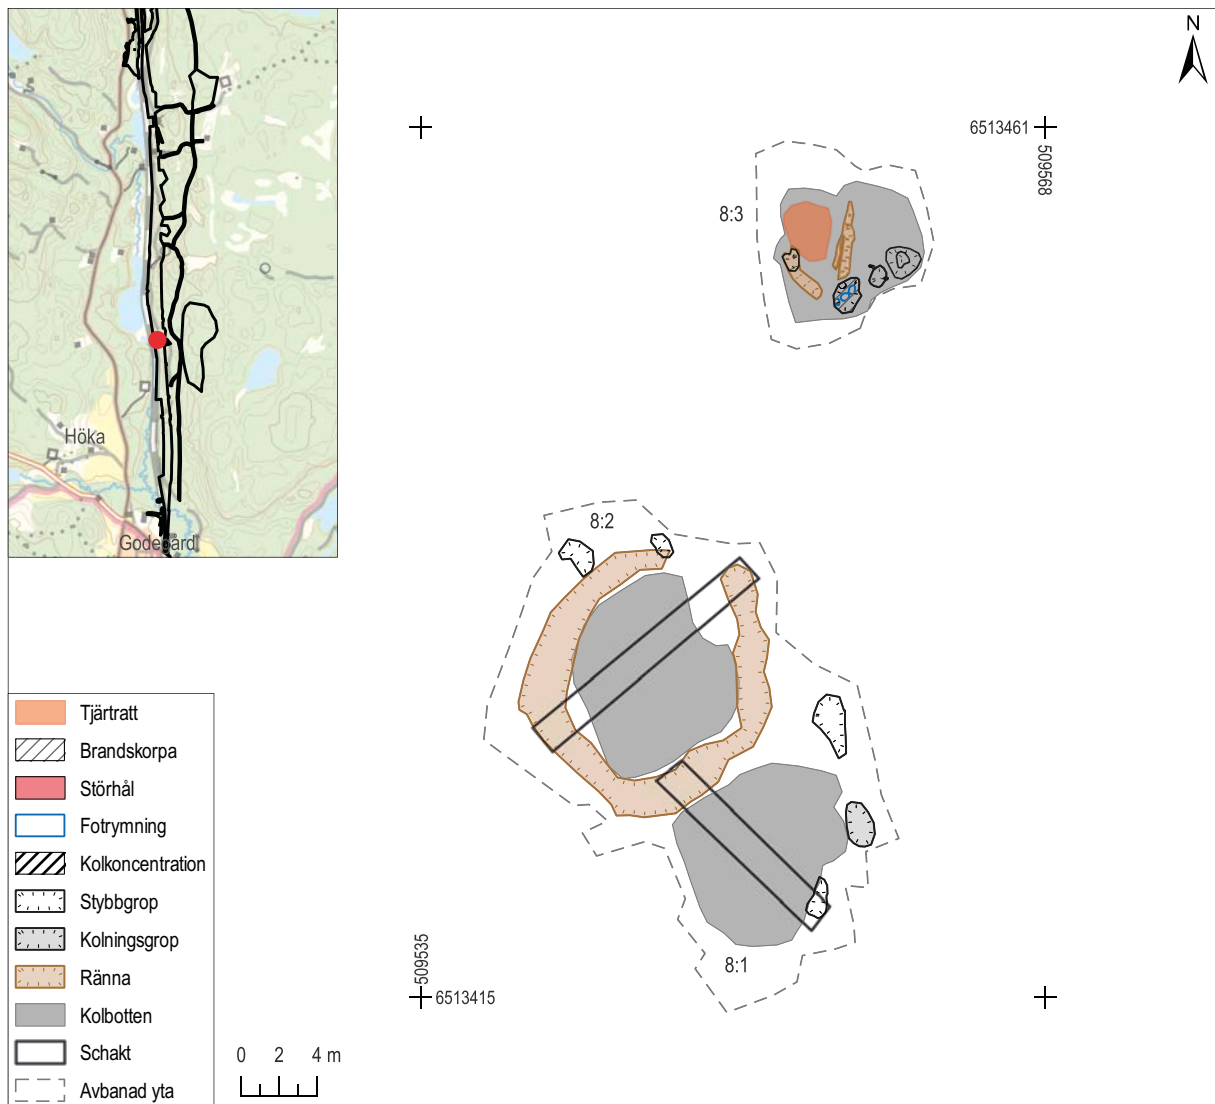 N
6513461
509568
8:3
Höka
Godegård
8:2
Tjärtratt
Brandskorpa
Störhål
Fotrymning
Kolkoncentration
Stybbgrop
Kolningsgrop
Ränna
Kolbotten
Schakt
Avbanad yta
8:1
509535
6513415
0 2 4 m